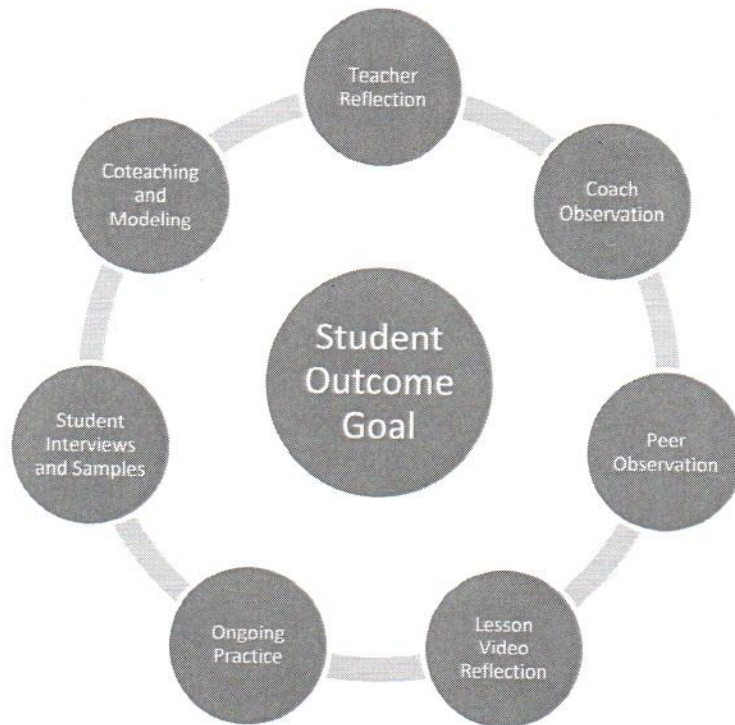 Teacher
Reflection
Coach
Observation
Peer
Observation
Lesson
Video
Reflection
Ongoing
Practice
Student
Interviews
and Samples
Coteaching
and
Modeling
Student
Outcome
Goal